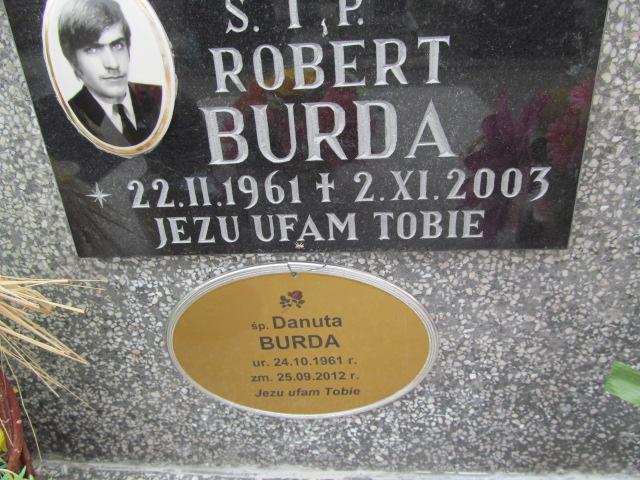 Ś. † P.
ROBERT
BURDA
* 22.II.1961 ✝ 2.XI.2003
JEZU UFAM TOBIE
śp. Danuta
BURDA
ur. 24.10.1961 r.
zm. 25.09.2012 r.
Jezu ufam Tobie